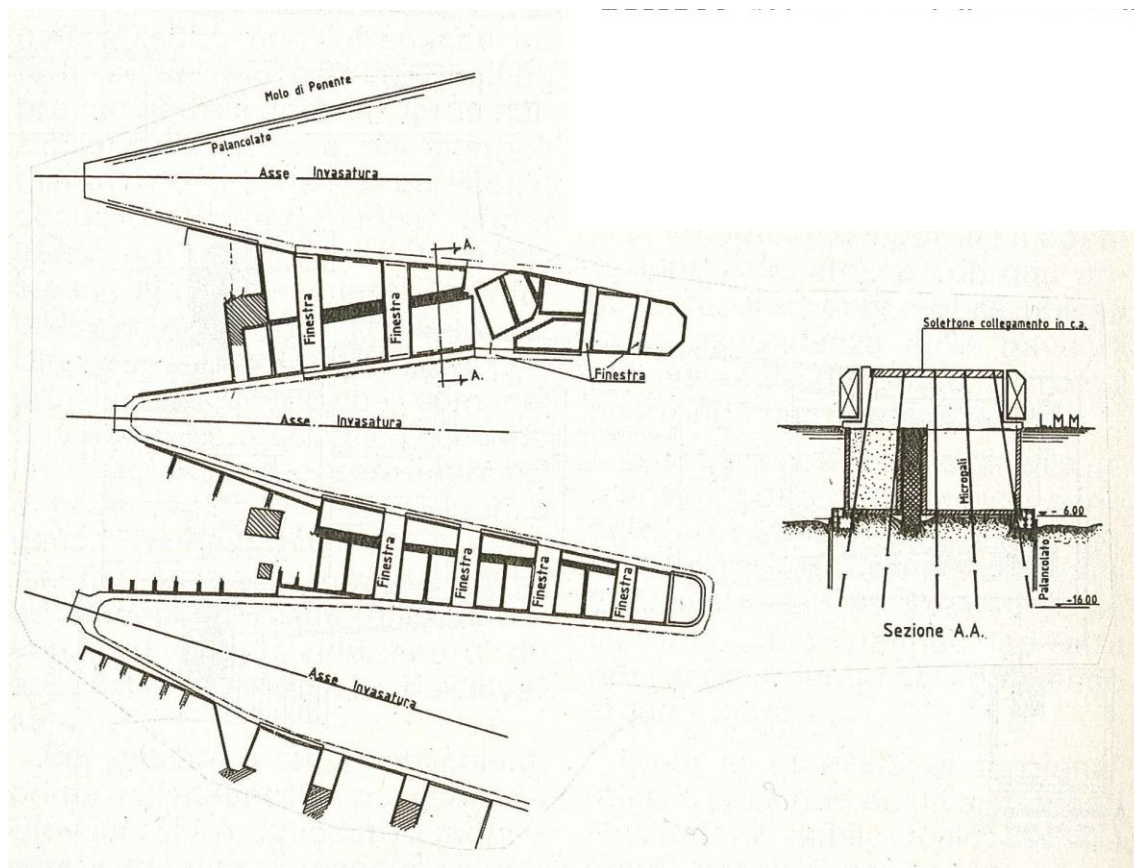 Molo di Ponente
Palancolato
Asse Invasatura
A.
Finestra
Finestra
A.
Finestra
Asse Invasatura
Finestra
Finestra
Finestra
Finestra
Asse Invasatura
Solettone collegamento in c.a.
L.M.M.
Micropali
- 6.00
Palancolato
-16.00
Sezione A.A.